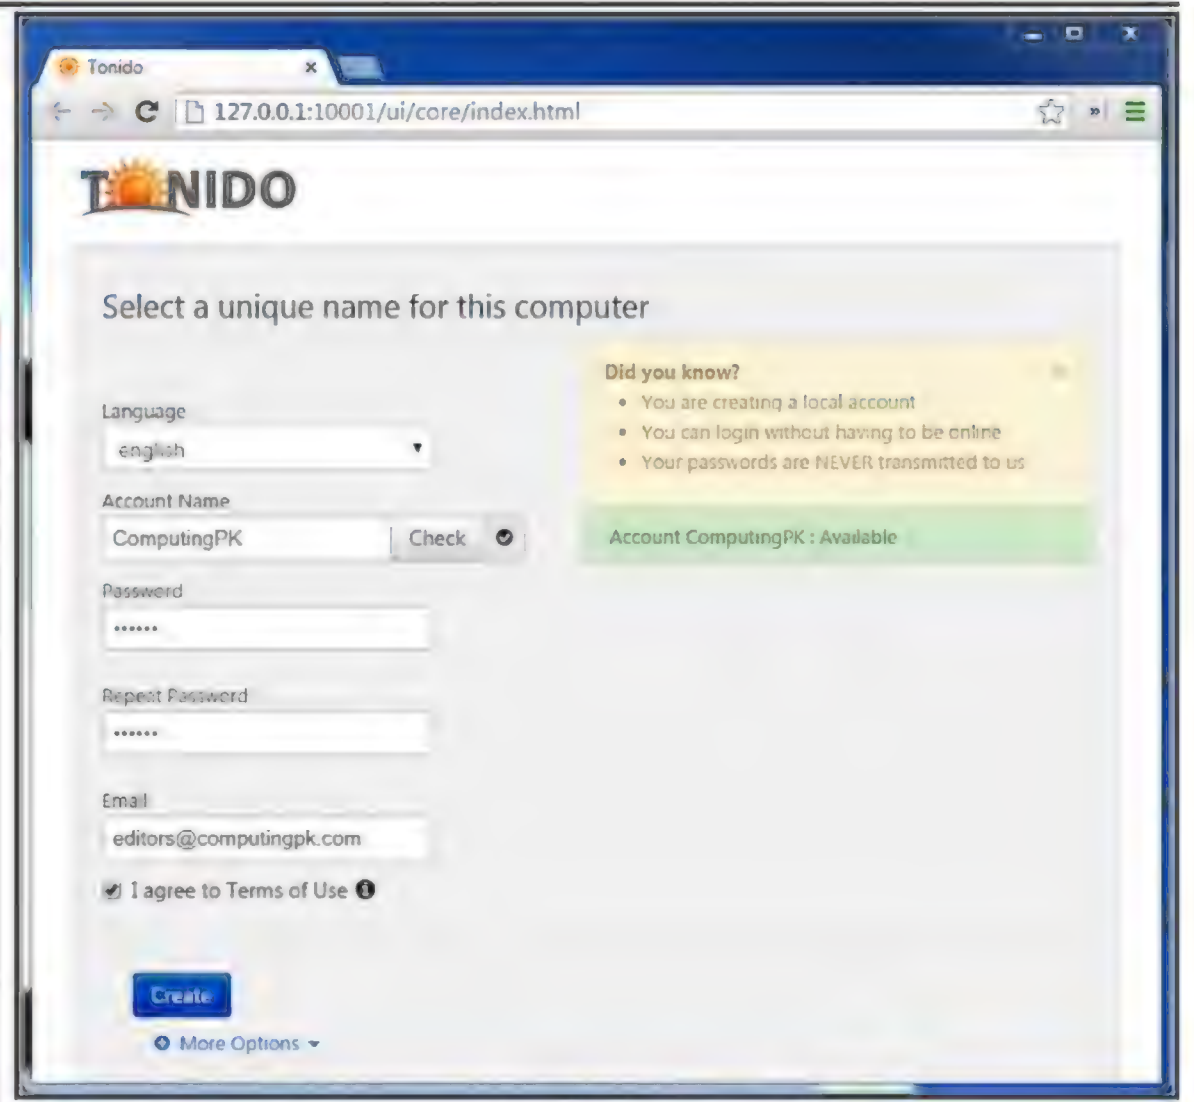 Tonido
127.0.0.1:10001/ui/core/index.html
TONIDO
Select a unique name for this computer
Did you know?
• You are creating a local account
• You can login without having to be online
• Your passwords are NEVER transmitted to us
Language
english
Account Name
ComputingPK Check
Account ComputingPK : Available
Password
••••••
Repeat Password
••••••
Email
editors@computingpk.com
I agree to Terms of Use
Create
More Options